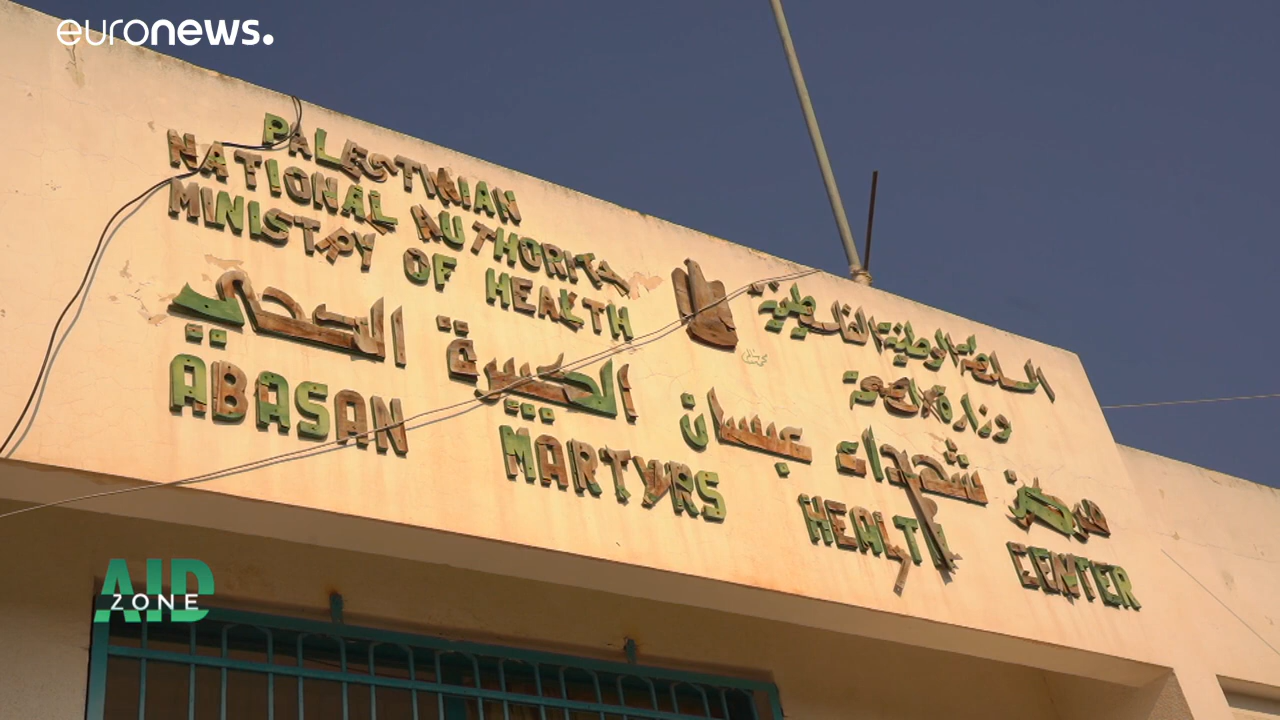 euronews.
PALESTINIAN
NATIONAL AUTHORITY
MINISTRY OF HEALTH
السلطة الوطنية الفلسطينية
وزارة الصحة
مركز شهداء عبسان الكبيرة الصحي
ABASAN MARTYRS HEALTH CENTER
AID
ZONE